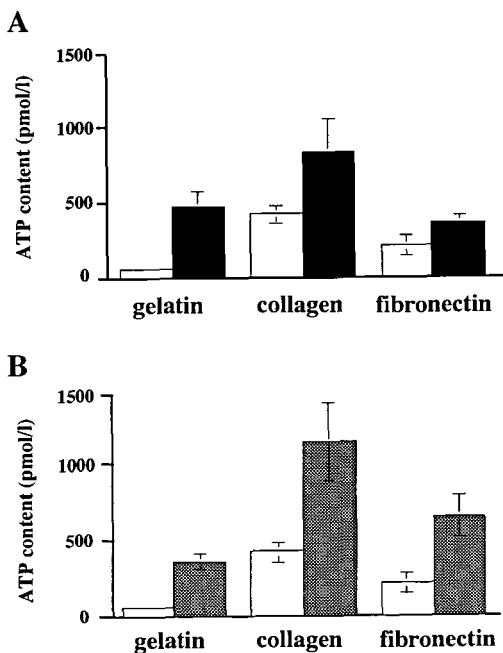 A
1500
1000
500
0
ATP content (pmol/l)
gelatin collagen fibronectin
B
1500
1000
500
0
ATP content (pmol/l)
gelatin collagen fibronectin